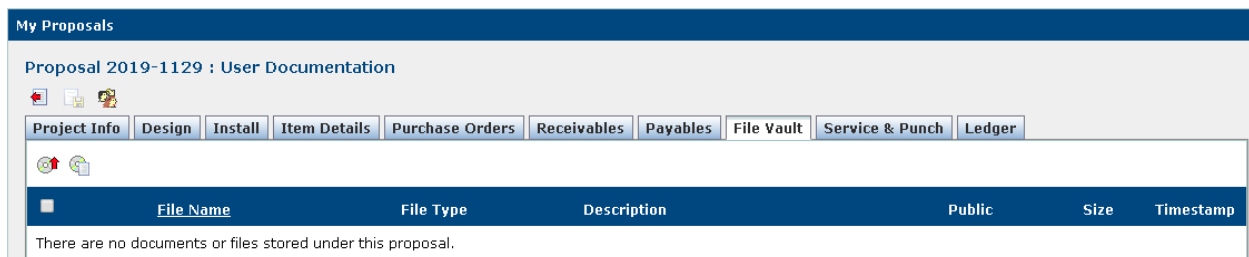 My Proposals
Proposal 2019-1129 : User Documentation
Project Info Design Install Item Details Purchase Orders Receivables Payables File Vault Service & Punch Ledger
File Name File Type Description Public Size Timestamp
There are no documents or files stored under this proposal.